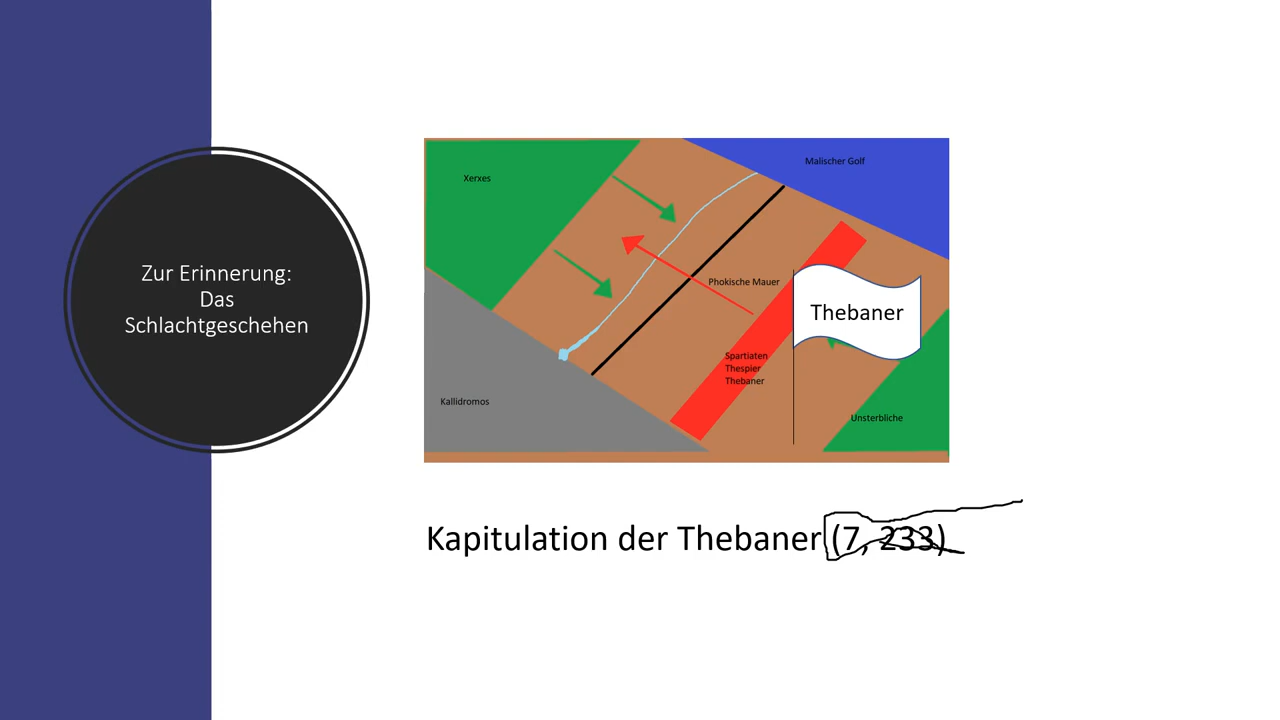 Zur Erinnerung:
Das
Schlachtgeschehen
Xerxes
Malischer Golf
Phokische Mauer
Thebaner
Spartiaten
Thespier
Thebaner
Kallidromos
Unsterbliche
Kapitulation der Thebaner (7, 233)